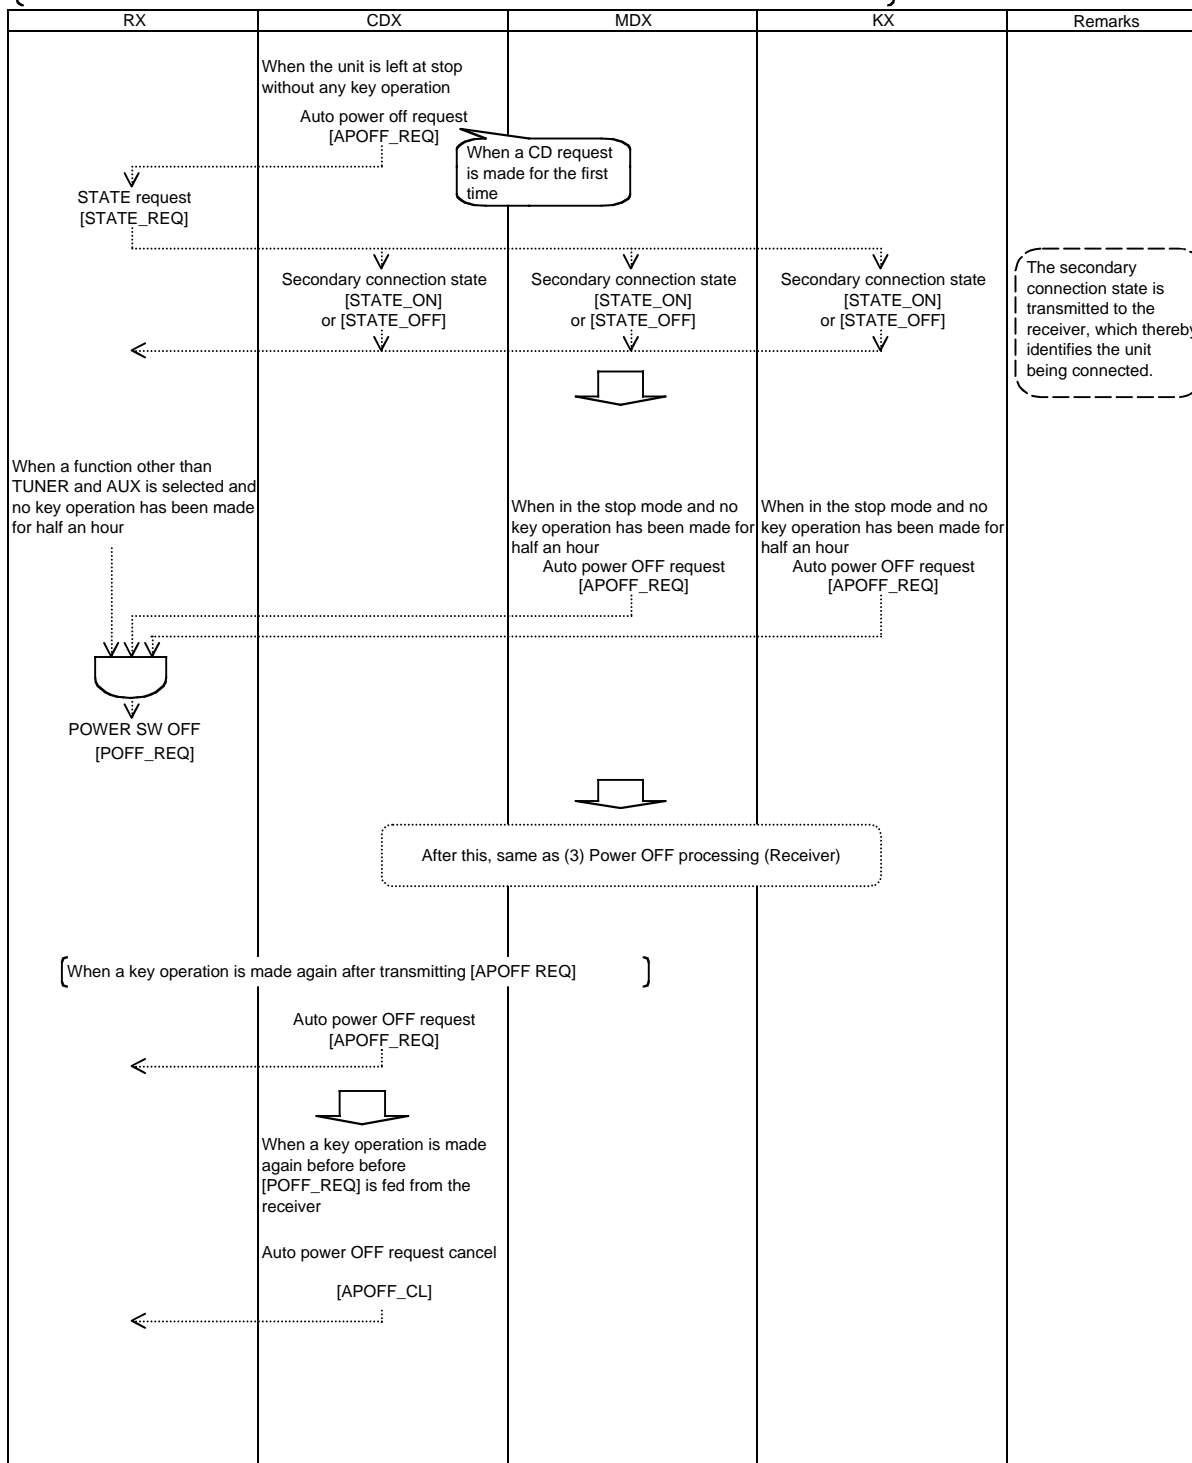 RX
CDX
MDX
KX
Remarks
When the unit is left at stop
without any key operation
Auto power off request
[APOFF_REQ]
When a CD request
is made for the first
time
STATE request
[STATE_REQ]
Secondary connection state
[STATE_ON]
or [STATE_OFF]
Secondary connection state
[STATE_ON]
or [STATE_OFF]
Secondary connection state
[STATE_ON]
or [STATE_OFF]
The secondary
connection state is
transmitted to the
receiver, which thereby
identifies the unit
being connected.
When a function other than
TUNER and AUX is selected and
no key operation has been made
for half an hour
When in the stop mode and no
key operation has been made for
half an hour
Auto power OFF request
[APOFF_REQ]
When in the stop mode and no
key operation has been made for
half an hour
Auto power OFF request
[APOFF_REQ]
POWER SW OFF
[POFF_REQ]
After this, same as (3) Power OFF processing (Receiver)
When a key operation is made again after transmitting [APOFF REQ]
Auto power OFF request
[APOFF_REQ]
When a key operation is made
again before before
[POFF_REQ] is fed from the
receiver
Auto power OFF request cancel
[APOFF_CL]